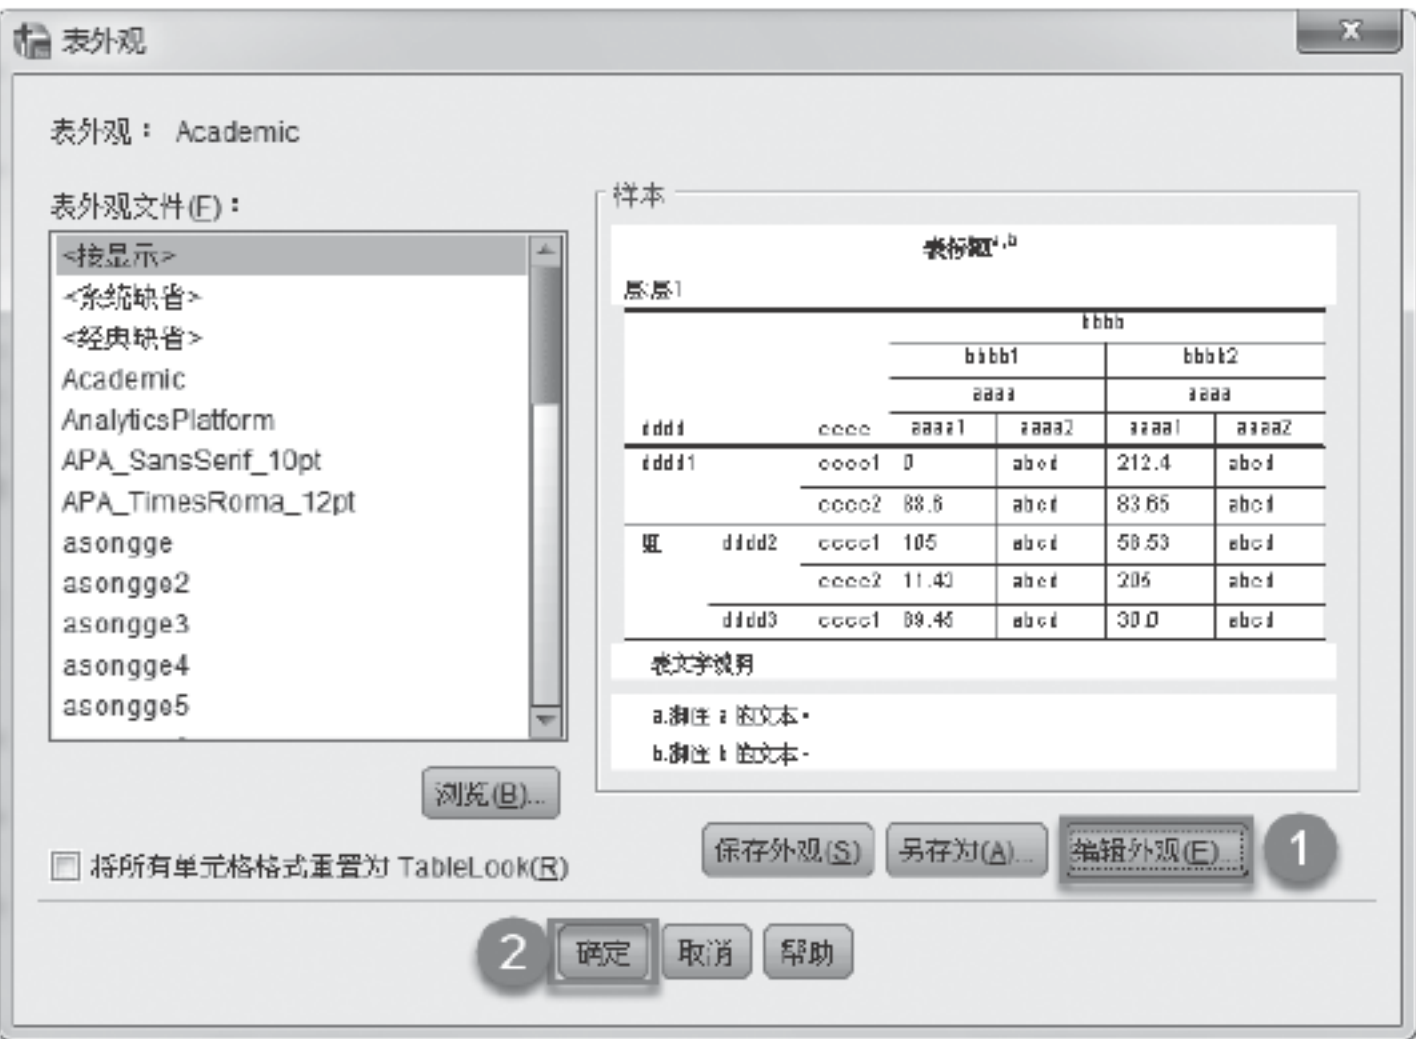 表外观
表外观： Academic
表外观文件(F)：
<按显示>
<系统缺省>
<经典缺省>
Academic
AnalyticsPlatform
APA_SansSerif_10pt
APA_TimesRoma_12pt
asongge
asongge2
asongge3
asongge4
asongge5
浏览(B)...
将所有单元格格式重置为 TableLook(R)
样本
表标题a,b
层:层1
bbbb
bbbb1 bbbb2
aaaa aaaa
dddd cccc aaaa1 aaaa2 aaaa1 aaaa2
dddd1 cccc1 0 abcd 212.4 abcd
cccc2 88.6 abcd 83.65 abcd
组 dddd2 cccc1 105 abcd 58.53 abcd
cccc2 11.43 abcd 205 abcd
dddd3 cccc1 89.45 abcd 30.0 abcd
表文字说明
a.脚注 a 的文本。
b.脚注 b 的文本。
保存外观(S) 另存为(A)... 编辑外观(E)... 1
2 确定 取消 帮助